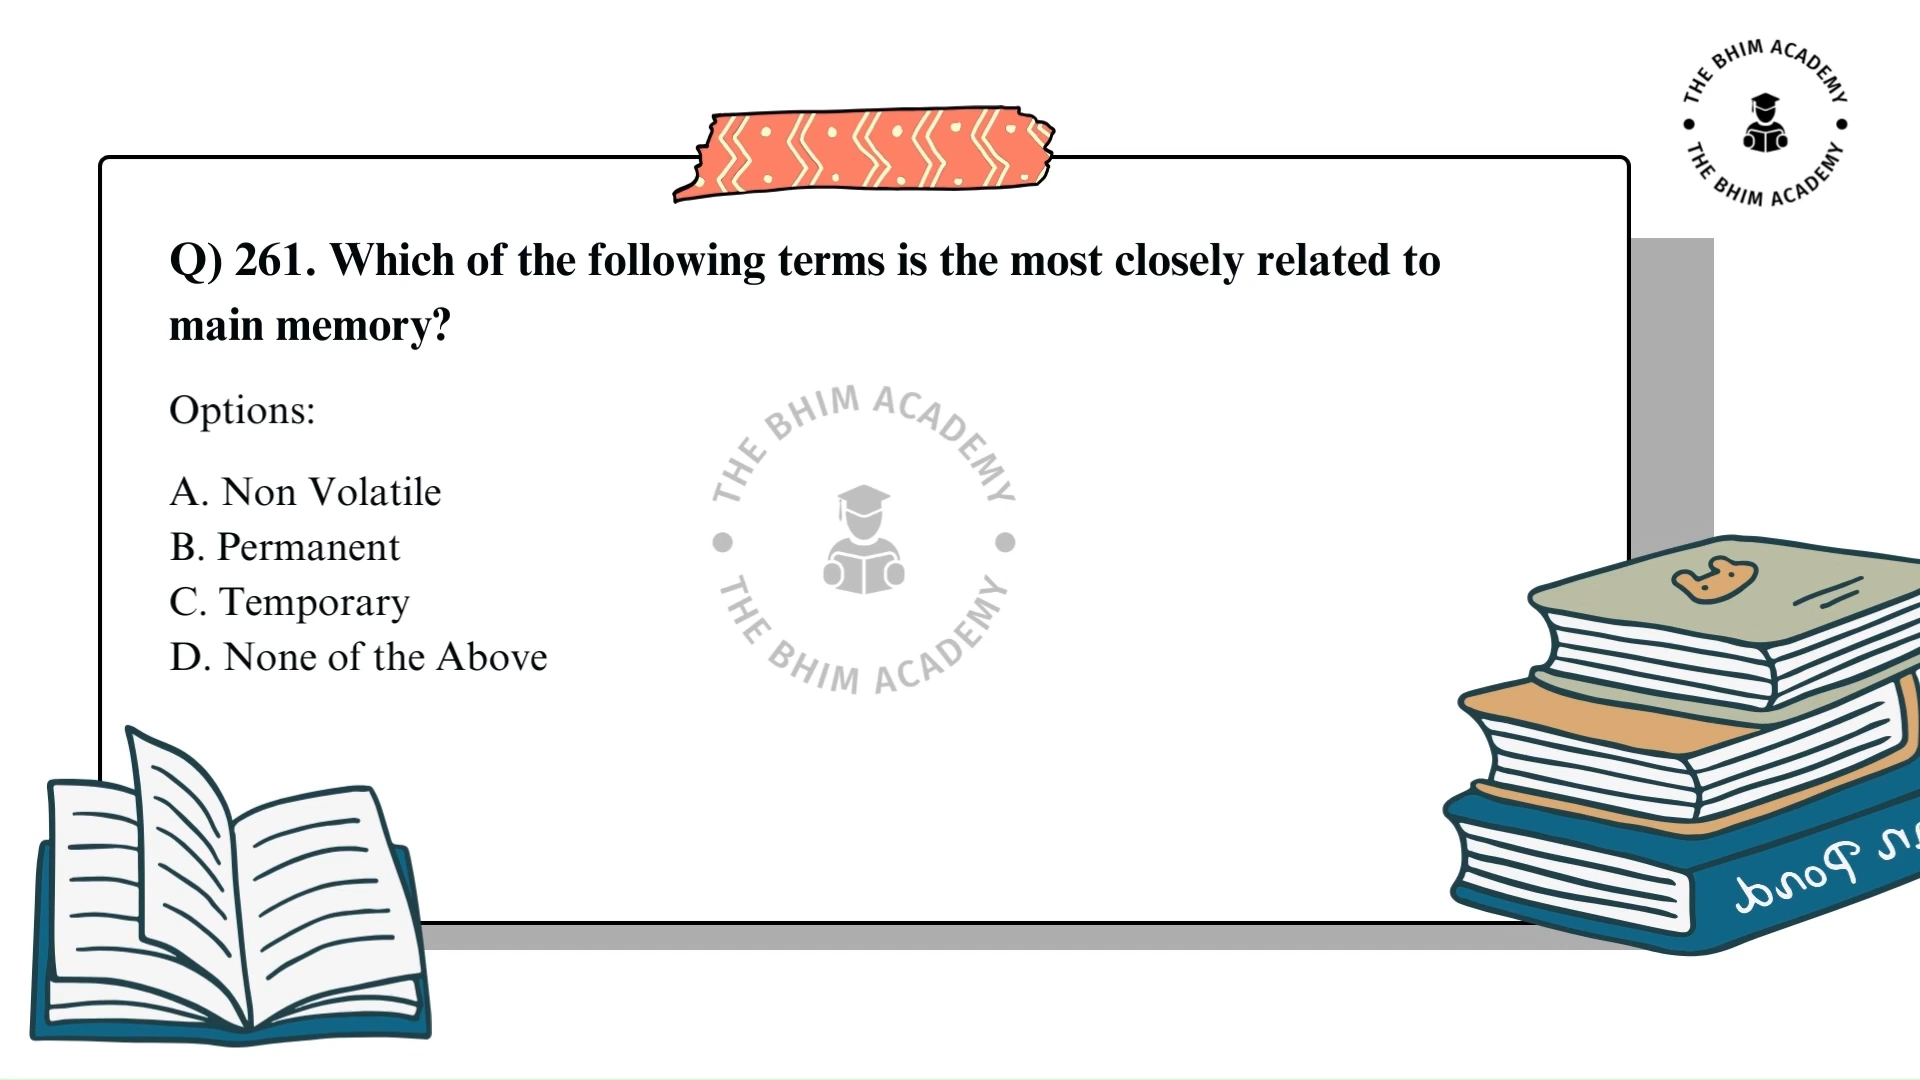 THE BHIM ACADEMY
THE BHIM ACADEMY
Q) 261. Which of the following terms is the most closely related to
main memory?
Options:
A. Non Volatile
B. Permanent
C. Temporary
D. None of the Above
THE BHIM ACADEMY
THE BHIM ACADEMY
Pond